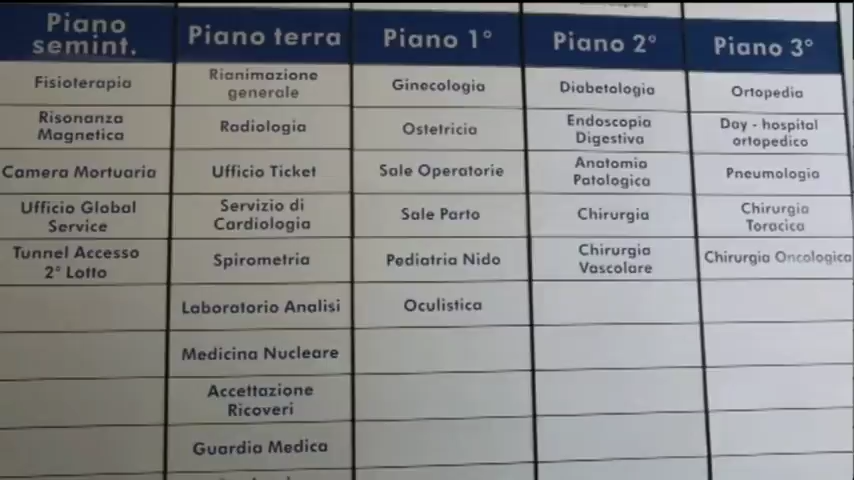 Piano
semint.
Fisioterapia
Risonanza
Magnetica
Camera Mortuaria
Ufficio Global
Service
Tunnel Accesso
2° Lotto
Piano terra
Rianimazione
generale
Radiologia
Ufficio Ticket
Servizio di
Cardiologia
Spirometria
Laboratorio Analisi
Medicina Nucleare
Accettazione
Ricoveri
Guardia Medica
Piano 1°
Ginecologia
Ostetricia
Sale Operatorie
Sale Parto
Pediatria Nido
Oculistica
Piano 2°
Diabetologia
Endoscopia
Digestiva
Anatomia
Patologica
Chirurgia
Chirurgia
Vascolare
Piano 3°
Ortopedia
Day - hospital
ortopedico
Pneumologia
Chirurgia
Toracica
Chirurgia Oncologica